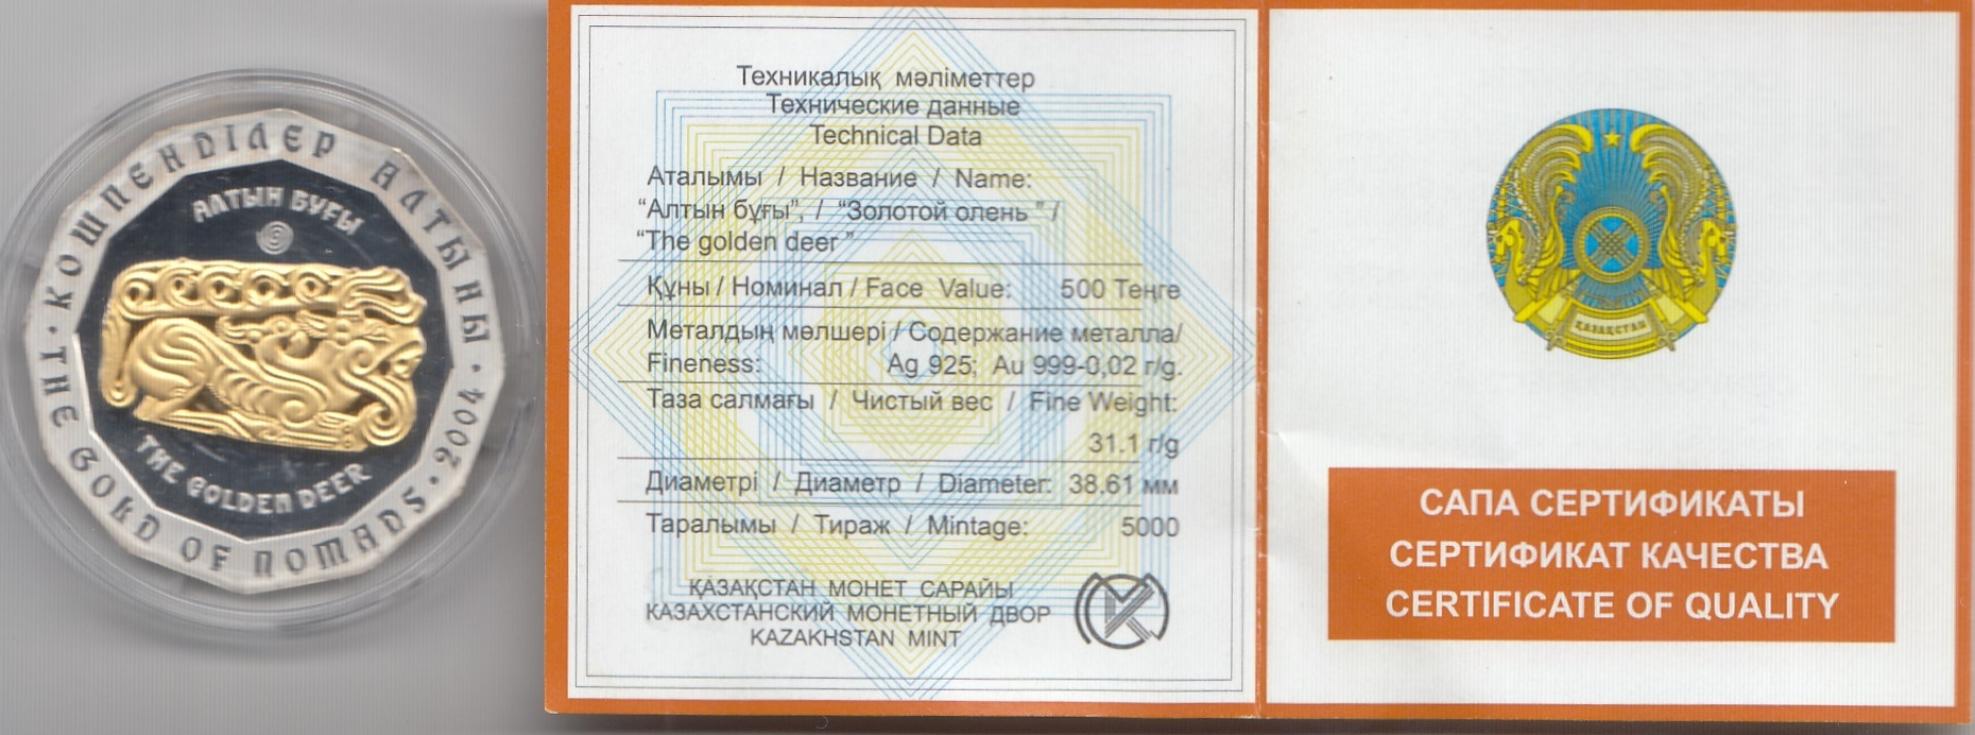 КОШПЕНДІЛЕР АЛТЫНЫ · 2004 · THE GOLD OF NOMADS ·
АЛТЫН БУҒЫ
THE GOLDEN DEER
Техникалық мәліметтер
Технические данные
Technical Data
Аталымы / Название / Name:
“Алтын бұғы”, / “Золотой олень ” /
“The golden deer ”
Құны / Номинал / Face Value: 500 Теңге
Металдың мөлшері / Содержание металла/
Fineness: Ag 925; Au 999-0,02 г/g.
Таза салмағы / Чистый вес / Fine Weight:
31.1 г/g
Диаметрі / Диаметр / Diameter: 38.61 мм
Таралымы / Тираж / Mintage: 5000
ҚАЗАҚСТАН МОНЕТ САРАЙЫ
КАЗАХСТАНСКИЙ МОНЕТНЫЙ ДВОР
KAZAKHSTAN MINT
ҚАЗАҚСТАН
САПА СЕРТИФИКАТЫ
СЕРТИФИКАТ КАЧЕСТВА
CERTIFICATE OF QUALITY